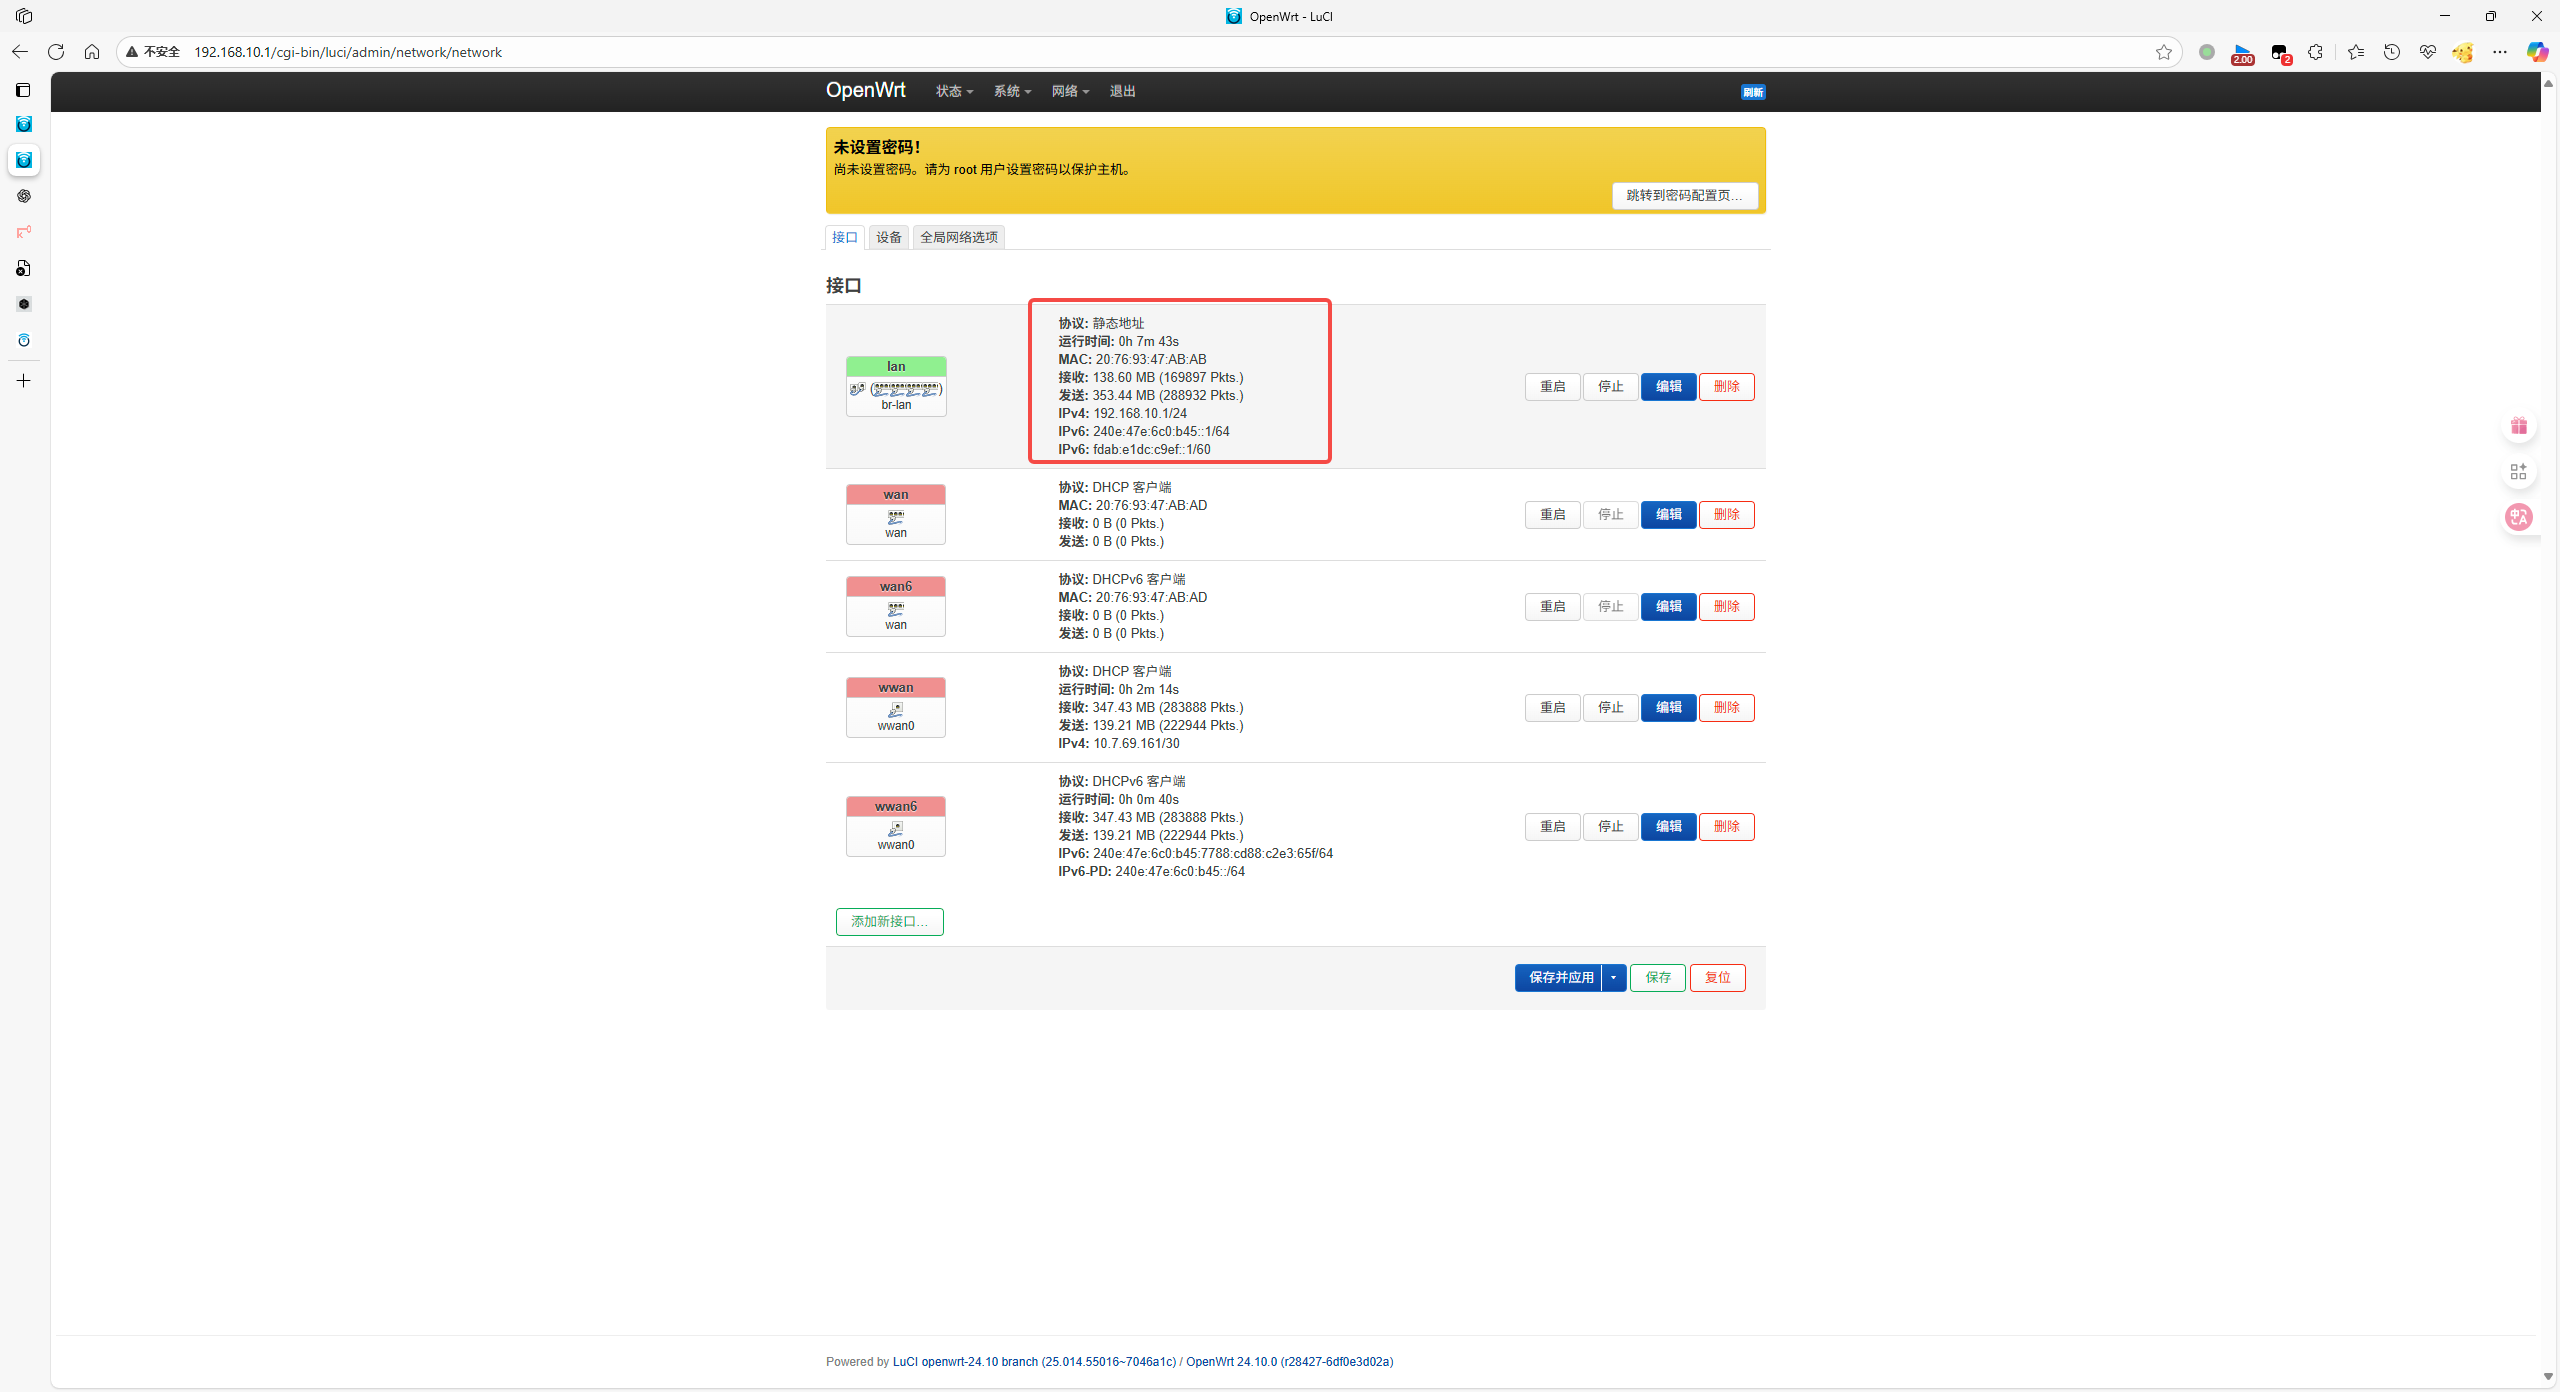 OpenWrt - LuCI
不安全 192.168.10.1/cgi-bin/luci/admin/network/network
2.00
2
OpenWrt 状态 系统 网络 退出 刷新
未设置密码！
尚未设置密码。请为 root 用户设置密码以保护主机。
跳转到密码配置页…
接口 设备 全局网络选项
接口
lan
br-lan
协议: 静态地址
运行时间: 0h 7m 43s
MAC: 20:76:93:47:AB:AB
接收: 138.60 MB (169897 Pkts.)
发送: 353.44 MB (288932 Pkts.)
IPv4: 192.168.10.1/24
IPv6: 240e:47e:6c0:b45::1/64
IPv6: fdab:e1dc:c9ef::1/60
重启 停止 编辑 删除
wan
wan
协议: DHCP 客户端
MAC: 20:76:93:47:AB:AD
接收: 0 B (0 Pkts.)
发送: 0 B (0 Pkts.)
重启 停止 编辑 删除
wan6
wan
协议: DHCPv6 客户端
MAC: 20:76:93:47:AB:AD
接收: 0 B (0 Pkts.)
发送: 0 B (0 Pkts.)
重启 停止 编辑 删除
wwan
wwan0
协议: DHCP 客户端
运行时间: 0h 2m 14s
接收: 347.43 MB (283888 Pkts.)
发送: 139.21 MB (222944 Pkts.)
IPv4: 10.7.69.161/30
重启 停止 编辑 删除
wwan6
wwan0
协议: DHCPv6 客户端
运行时间: 0h 0m 40s
接收: 347.43 MB (283888 Pkts.)
发送: 139.21 MB (222944 Pkts.)
IPv6: 240e:47e:6c0:b45:7788:cd88:c2e3:65f/64
IPv6-PD: 240e:47e:6c0:b45::/64
重启 停止 编辑 删除
添加新接口…
保存并应用 保存 复位
Powered by LuCI openwrt-24.10 branch (25.014.55016~7046a1c) / OpenWrt 24.10.0 (r28427-6df0e3d02a)